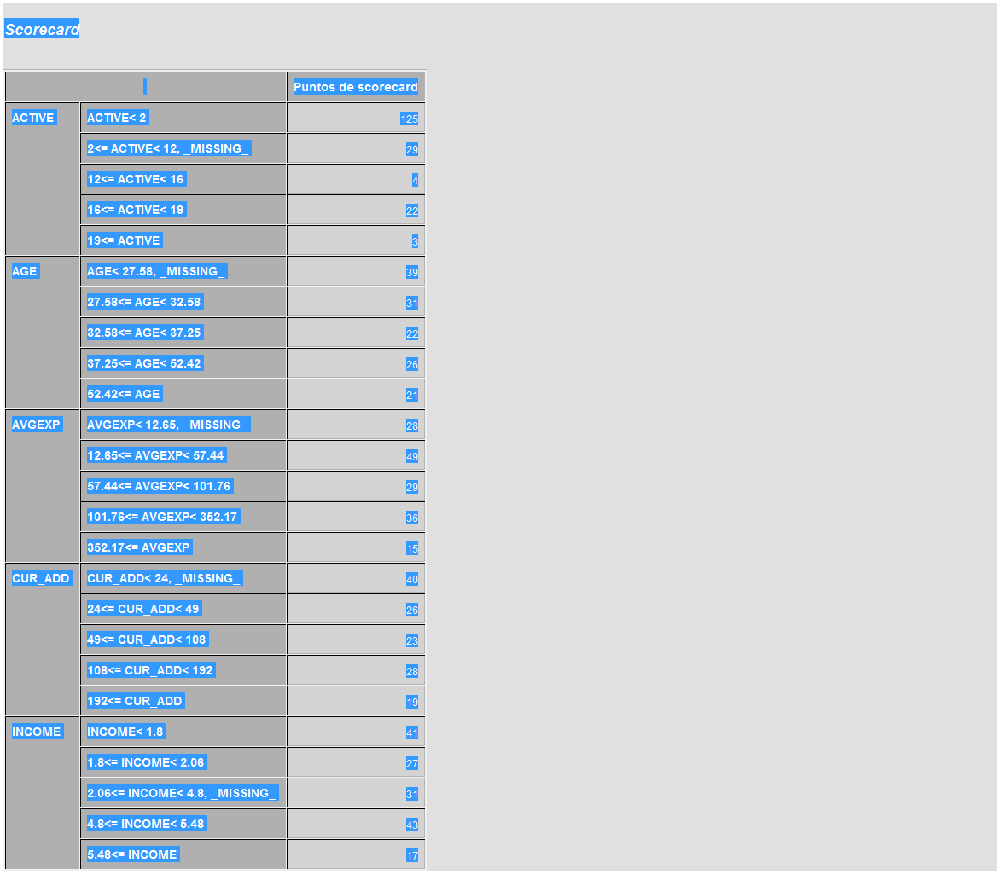 Scorecard
Puntos de scorecard
ACTIVE ACTIVE< 2 125
2<= ACTIVE< 12, _MISSING_ 29
12<= ACTIVE< 16 4
16<= ACTIVE< 19 22
19<= ACTIVE 3
AGE AGE< 27.58, _MISSING_ 39
27.58<= AGE< 32.58 31
32.58<= AGE< 37.25 22
37.25<= AGE< 52.42 26
52.42<= AGE 21
AVGEXP AVGEXP< 12.65, _MISSING_ 28
12.65<= AVGEXP< 57.44 49
57.44<= AVGEXP< 101.76 29
101.76<= AVGEXP< 352.17 36
352.17<= AVGEXP 15
CUR_ADD CUR_ADD< 24, _MISSING_ 40
24<= CUR_ADD< 49 26
49<= CUR_ADD< 108 23
108<= CUR_ADD< 192 28
192<= CUR_ADD 19
INCOME INCOME< 1.8 41
1.8<= INCOME< 2.06 27
2.06<= INCOME< 4.8, _MISSING_ 31
4.8<= INCOME< 5.48 43
5.48<= INCOME 17